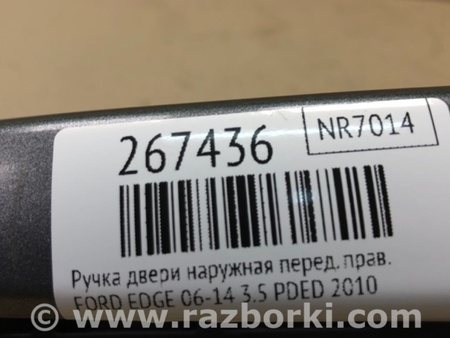 267436
NR7014
Ручка двери наружная перед. прав.
FORD EDGE 06-14 3.5 PDED 2010
www.razborki.com